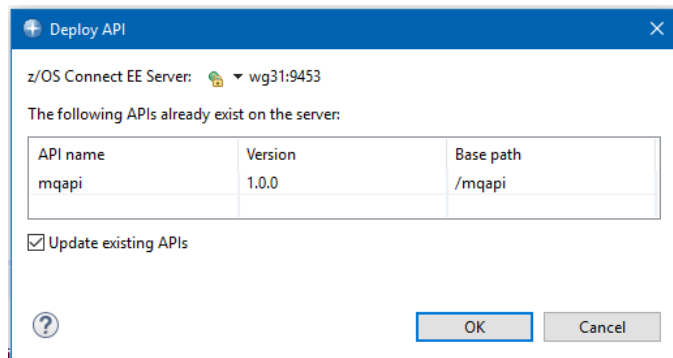 Deploy API
z/OS Connect EE Server: wg31:9453
The following APIs already exist on the server:
API name Version Base path
mqapi 1.0.0 /mqapi
Update existing APIs
?
OK Cancel